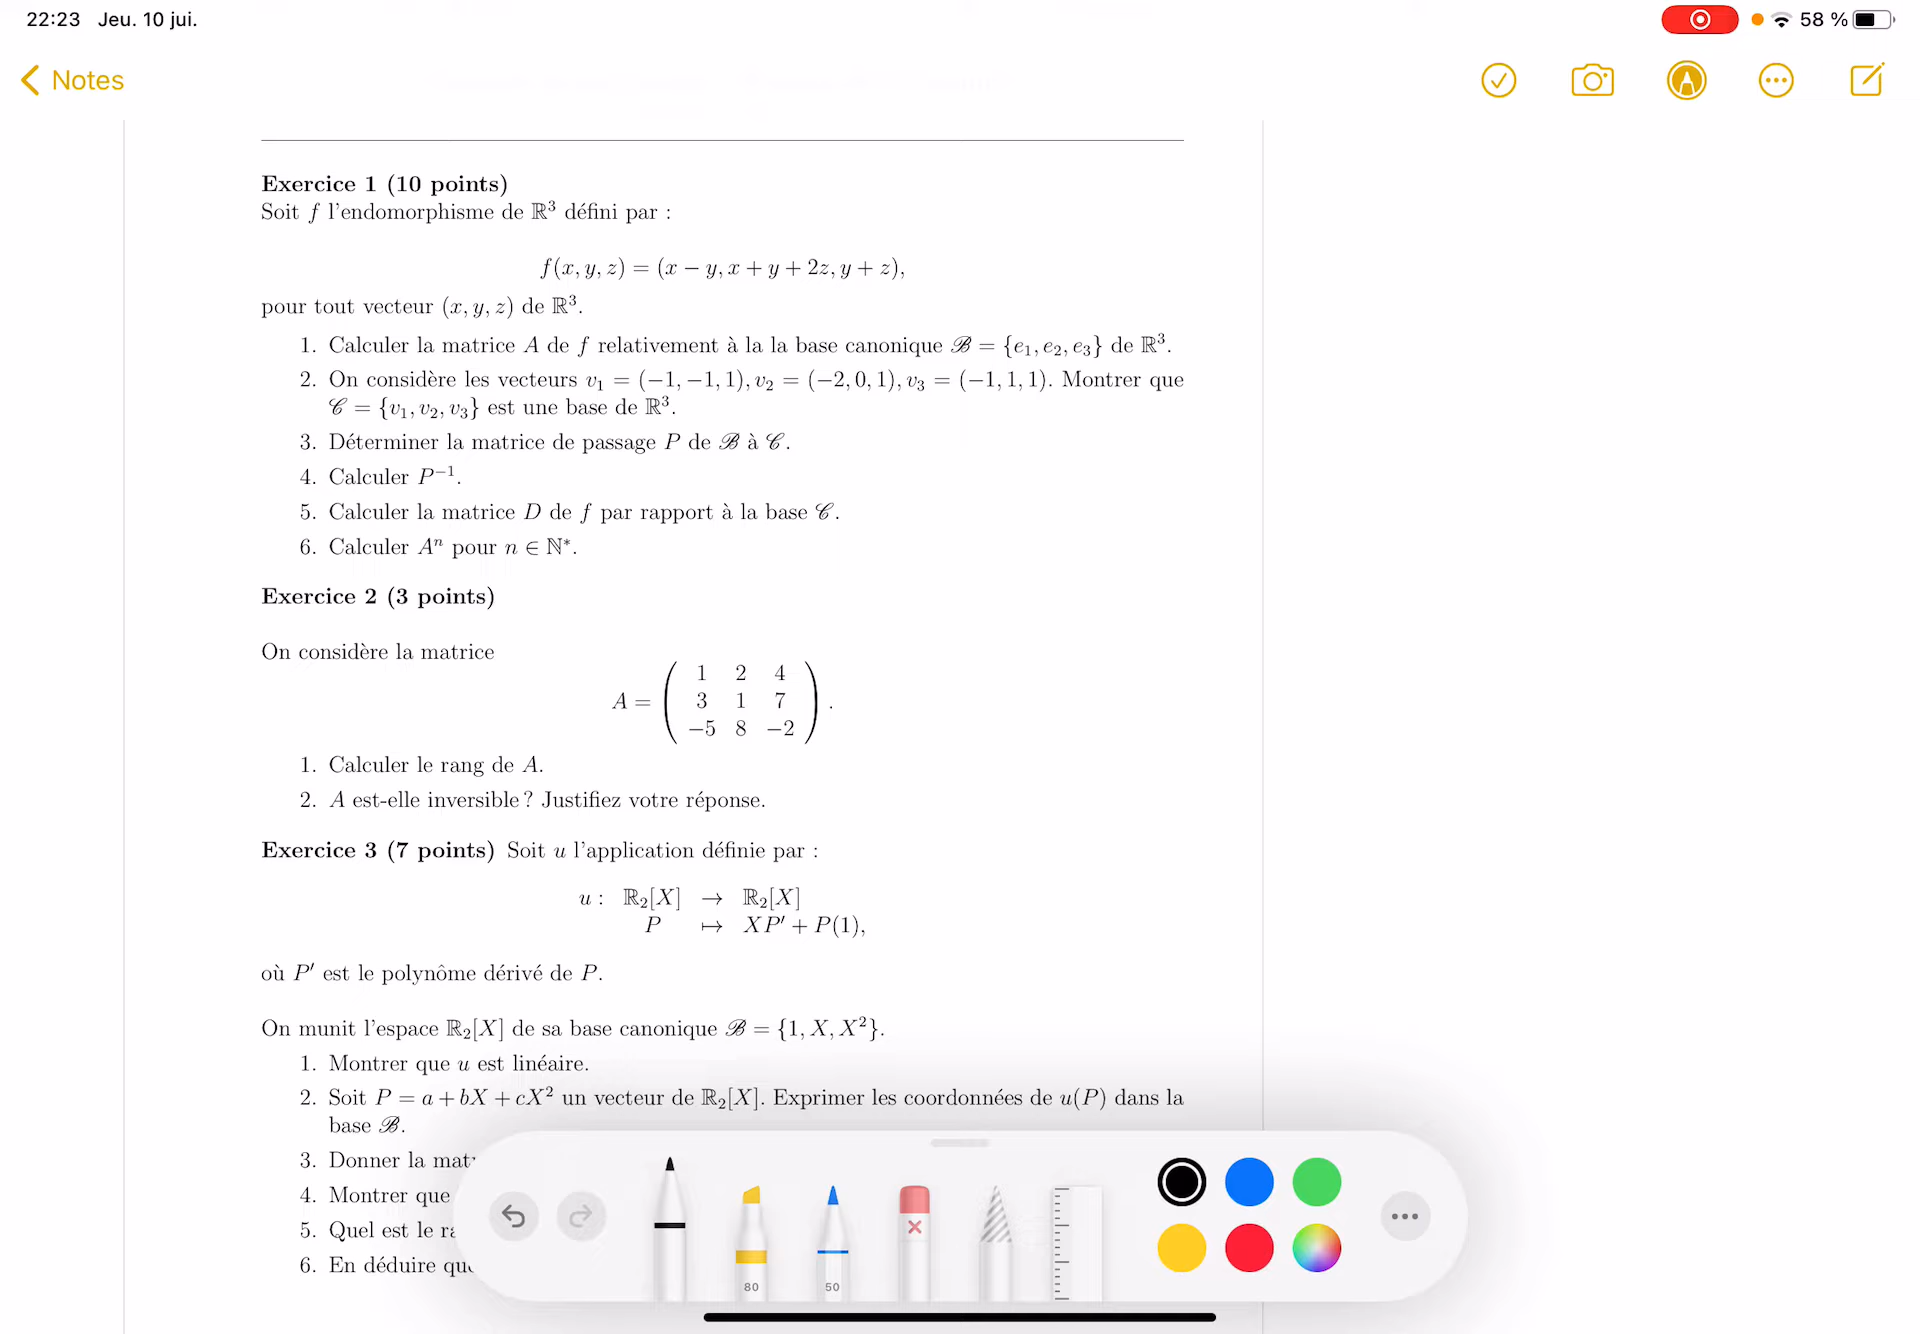 22:23 Jeu. 10 jui.
58 %
Notes
Exercice 1 (10 points)
Soit f l'endomorphisme de ℝ³ défini par :
f(x, y, z) = (x − y, x + y + 2z, y + z),
pour tout vecteur (x, y, z) de ℝ³.
1. Calculer la matrice A de f relativement à la la base canonique ℬ = {e₁, e₂, e₃} de ℝ³.
2. On considère les vecteurs v₁ = (−1, −1, 1), v₂ = (−2, 0, 1), v₃ = (−1, 1, 1). Montrer que
𝒞 = {v₁, v₂, v₃} est une base de ℝ³.
3. Déterminer la matrice de passage P de ℬ à 𝒞.
4. Calculer P⁻¹.
5. Calculer la matrice D de f par rapport à la base 𝒞.
6. Calculer Aⁿ pour n ∈ ℕ*.
Exercice 2 (3 points)
On considère la matrice
1 2 4
A = ( 3 1 7 ) .
−5 8 −2
1. Calculer le rang de A.
2. A est-elle inversible ? Justifiez votre réponse.
Exercice 3 (7 points) Soit u l'application définie par :
u : ℝ₂[X] → ℝ₂[X]
P ↦ XP′ + P(1),
où P′ est le polynôme dérivé de P.
On munit l'espace ℝ₂[X] de sa base canonique ℬ = {1, X, X²}.
1. Montrer que u est linéaire.
2. Soit P = a + bX + cX² un vecteur de ℝ₂[X]. Exprimer les coordonnées de u(P) dans la
base ℬ.
3. Donner la mat
4. Montrer que
5. Quel est le
6. En déduire
80
50